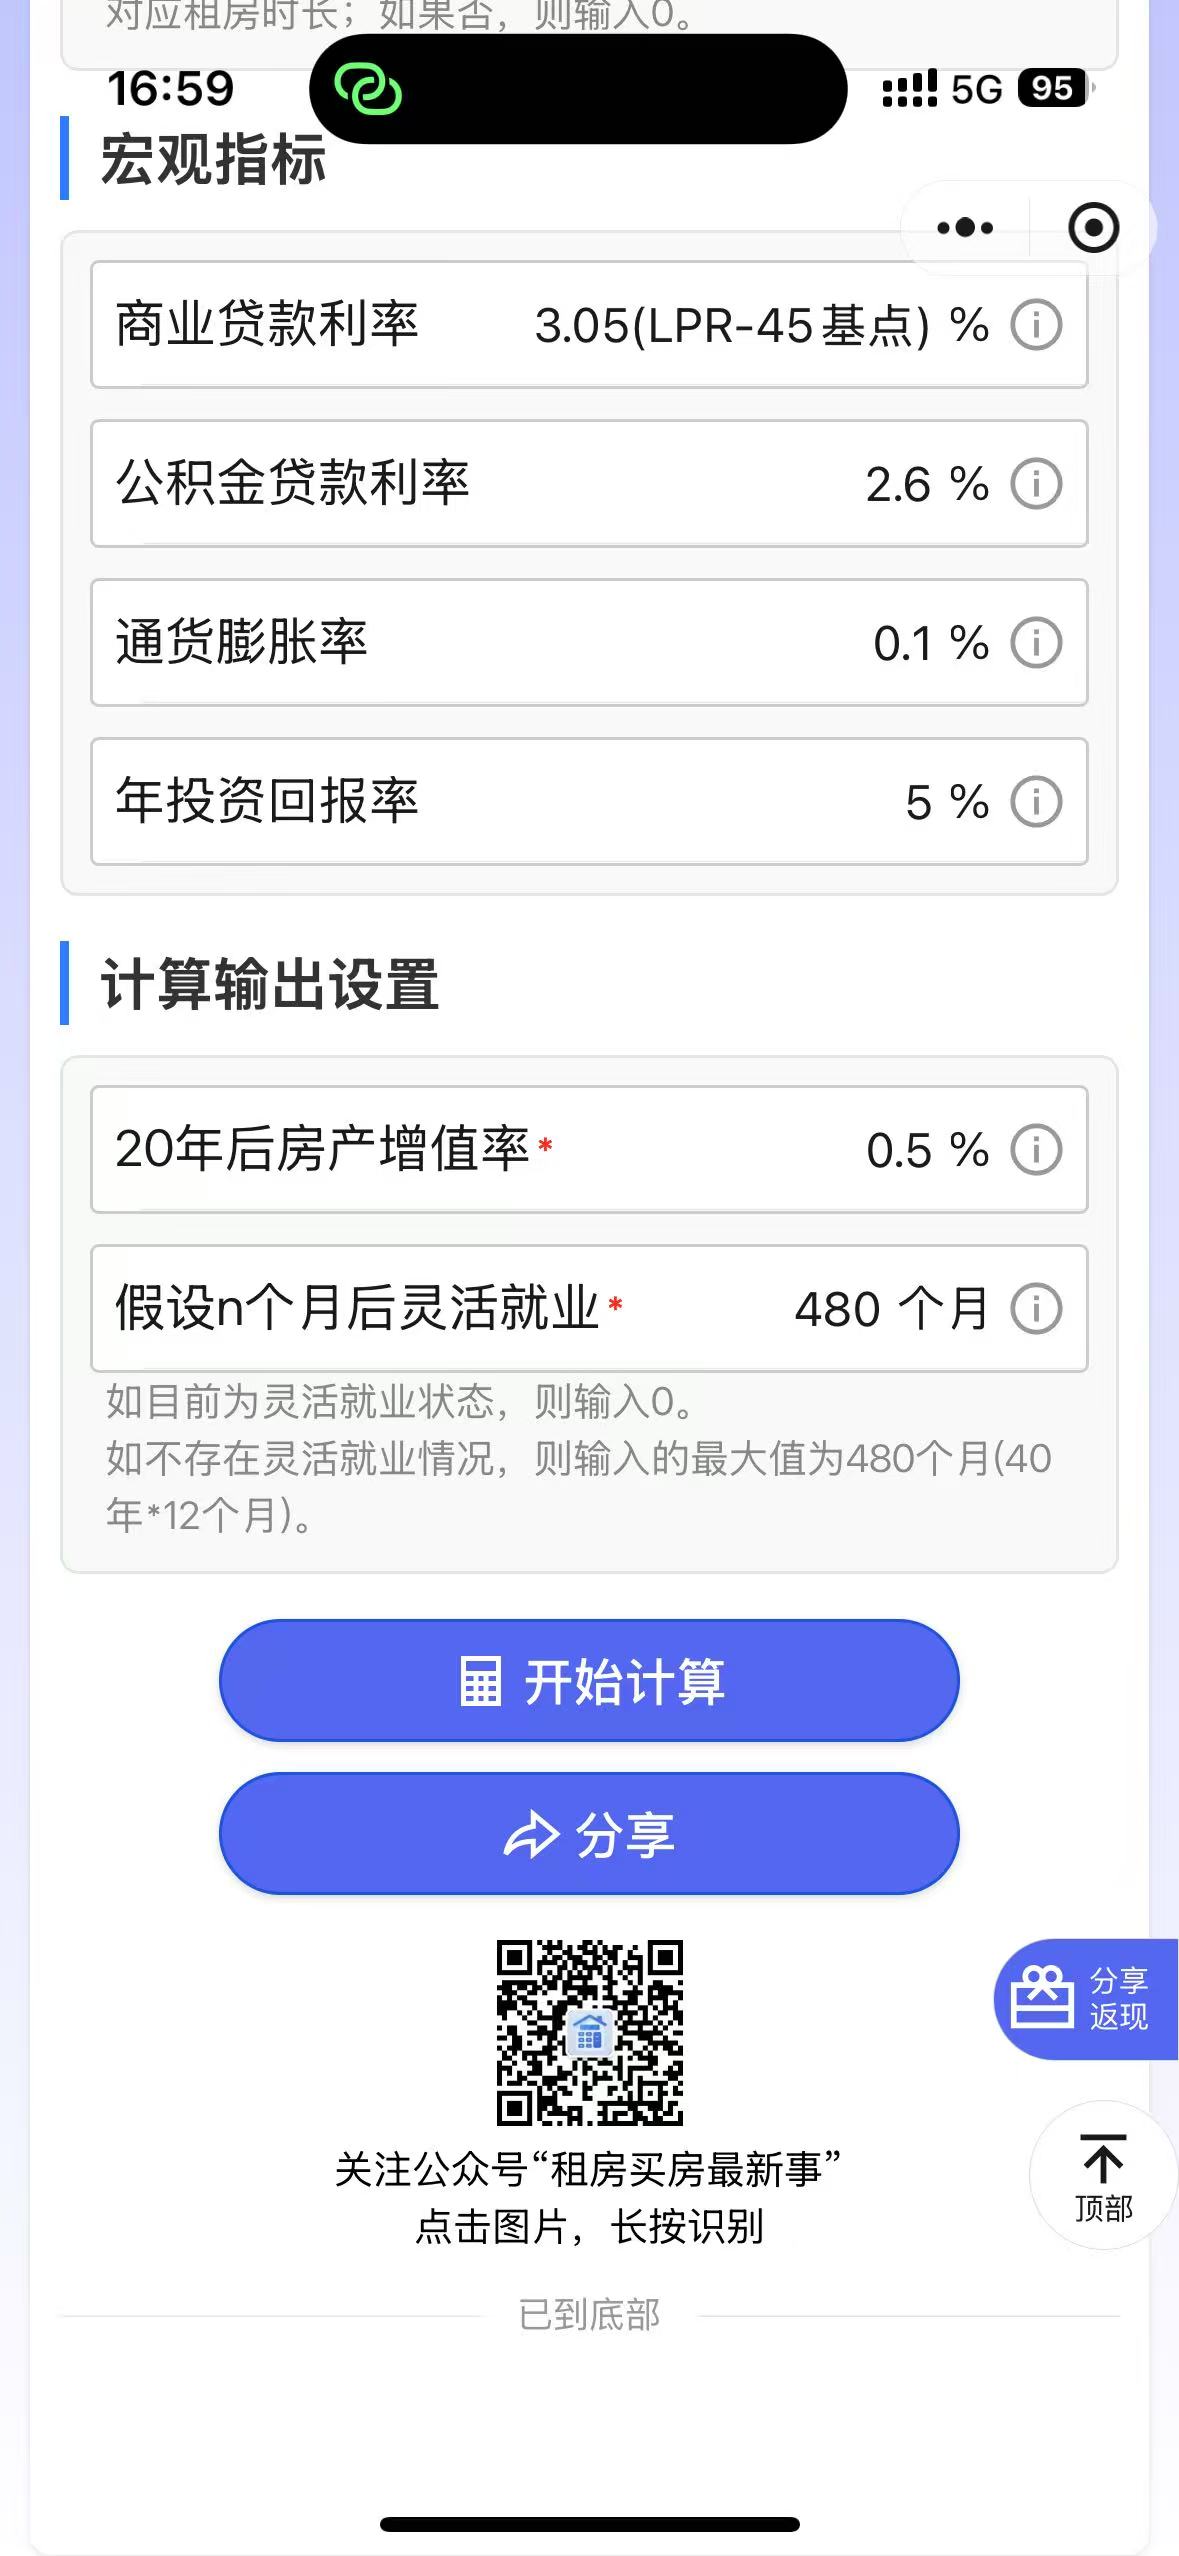 对应租房时长；如果否，则输入0。
16:59
5G
95
宏观指标
商业贷款利率 3.05(LPR-45基点) %
公积金贷款利率 2.6 %
通货膨胀率 0.1 %
年投资回报率 5 %
计算输出设置
20年后房产增值率* 0.5 %
假设n个月后灵活就业* 480 个月
如目前为灵活就业状态，则输入0。
如不存在灵活就业情况，则输入的最大值为480个月(40
年*12个月)。
开始计算
分享
分享
返现
关注公众号“租房买房最新事”
点击图片，长按识别
顶部
已到底部